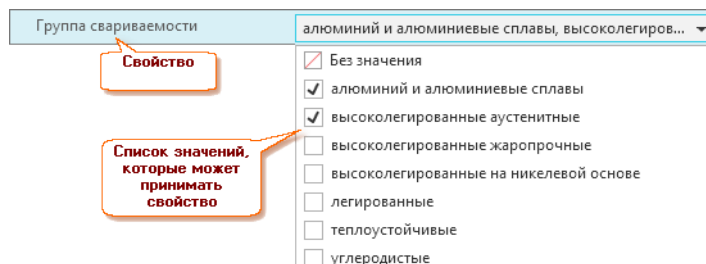 Группа свариваемости
алюминий и алюминиевые сплавы, высоколегиров...
Свойство
Без значения
алюминий и алюминиевые сплавы
высоколегированные аустенитные
высоколегированные жаропрочные
высоколегированные на никелевой основе
легированные
теплоустойчивые
углеродистые
Список значений,
которые может
принимать
свойство